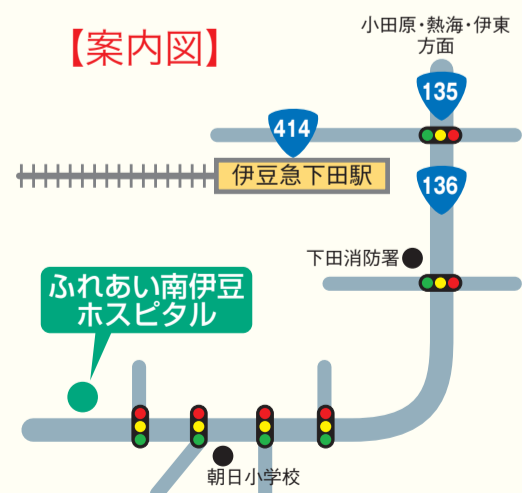 【案内図】
小田原・熱海・伊東
方面
135
414
伊豆急下田駅
136
下田消防署
ふれあい南伊豆
ホスピタル
朝日小学校